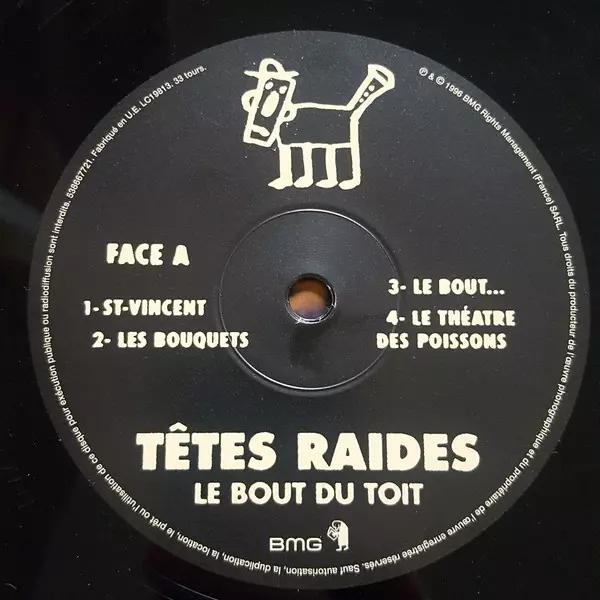 FACE A
1- ST-VINCENT
2- LES BOUQUETS
3- LE BOUT...
4- LE THÉATRE
DES POISSONS
TÊTES RAIDES
LE BOUT DU TOIT
BMG
℗ & © 1996 BMG Rights Management (France) SARL. Tous droits du producteur de l'œuvre phonographique et du propriétaire de l'œuvre enregistrée réservés. Sauf autorisation, la duplication, la location, le prêt ou l'utilisation de ce disque pour exécution publique ou radiodiffusion sont interdits. 538667721. Fabriqué en U.E. LC19813. 33 tours.